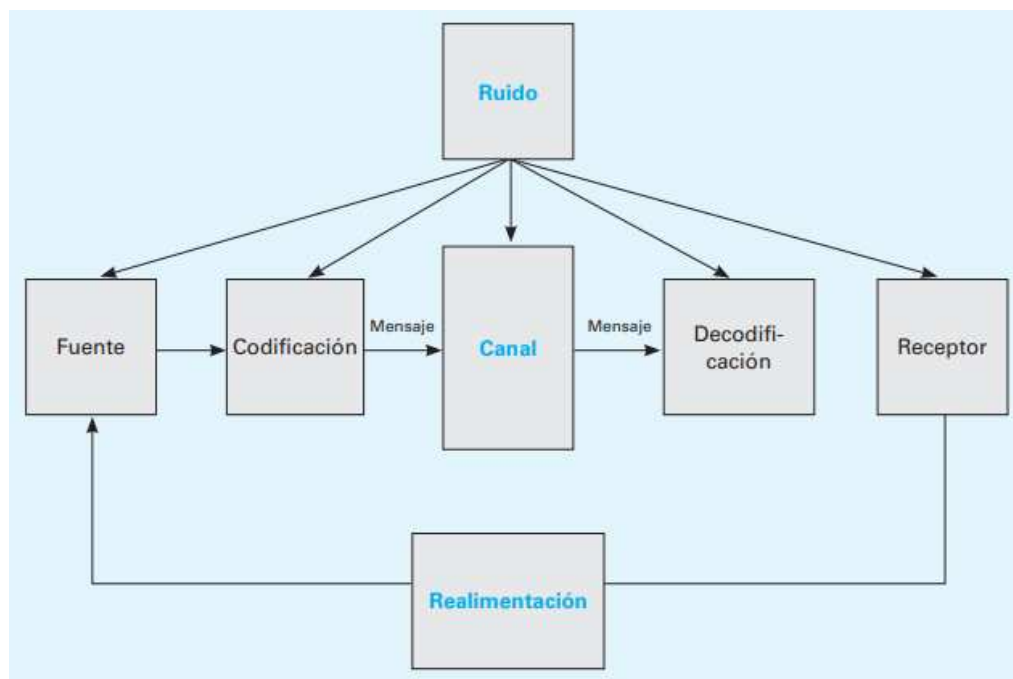 Ruido
Fuente
Codificación
Mensaje
Canal
Mensaje
Decodifi-
cación
Receptor
Realimentación